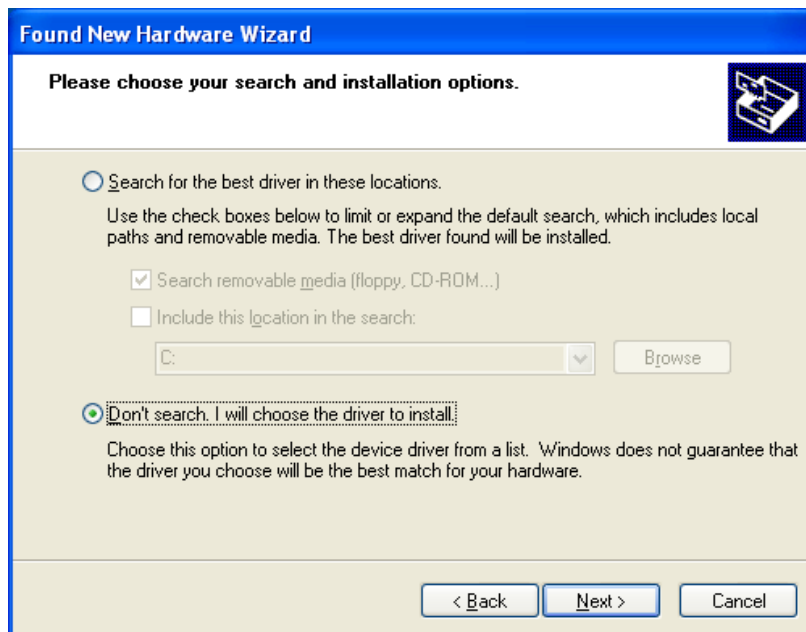 Found New Hardware Wizard
Please choose your search and installation options.
Search for the best driver in these locations.
Use the check boxes below to limit or expand the default search, which includes local
paths and removable media. The best driver found will be installed.
Search removable media (floppy, CD-ROM...)
Include this location in the search:
C:
Browse
Don't search. I will choose the driver to install.
Choose this option to select the device driver from a list. Windows does not guarantee that
the driver you choose will be the best match for your hardware.
< Back
Next >
Cancel